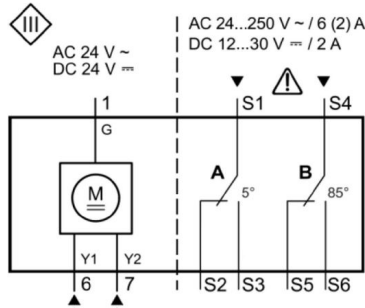 III
AC 24 V ~
DC 24 V ⎓
AC 24...250 V ~ / 6 (2) A
DC 12...30 V ⎓ / 2 A
1 S1 S4
G
A B
M
5° 85°
Y1 Y2
6 7 S2 S3 S5 S6